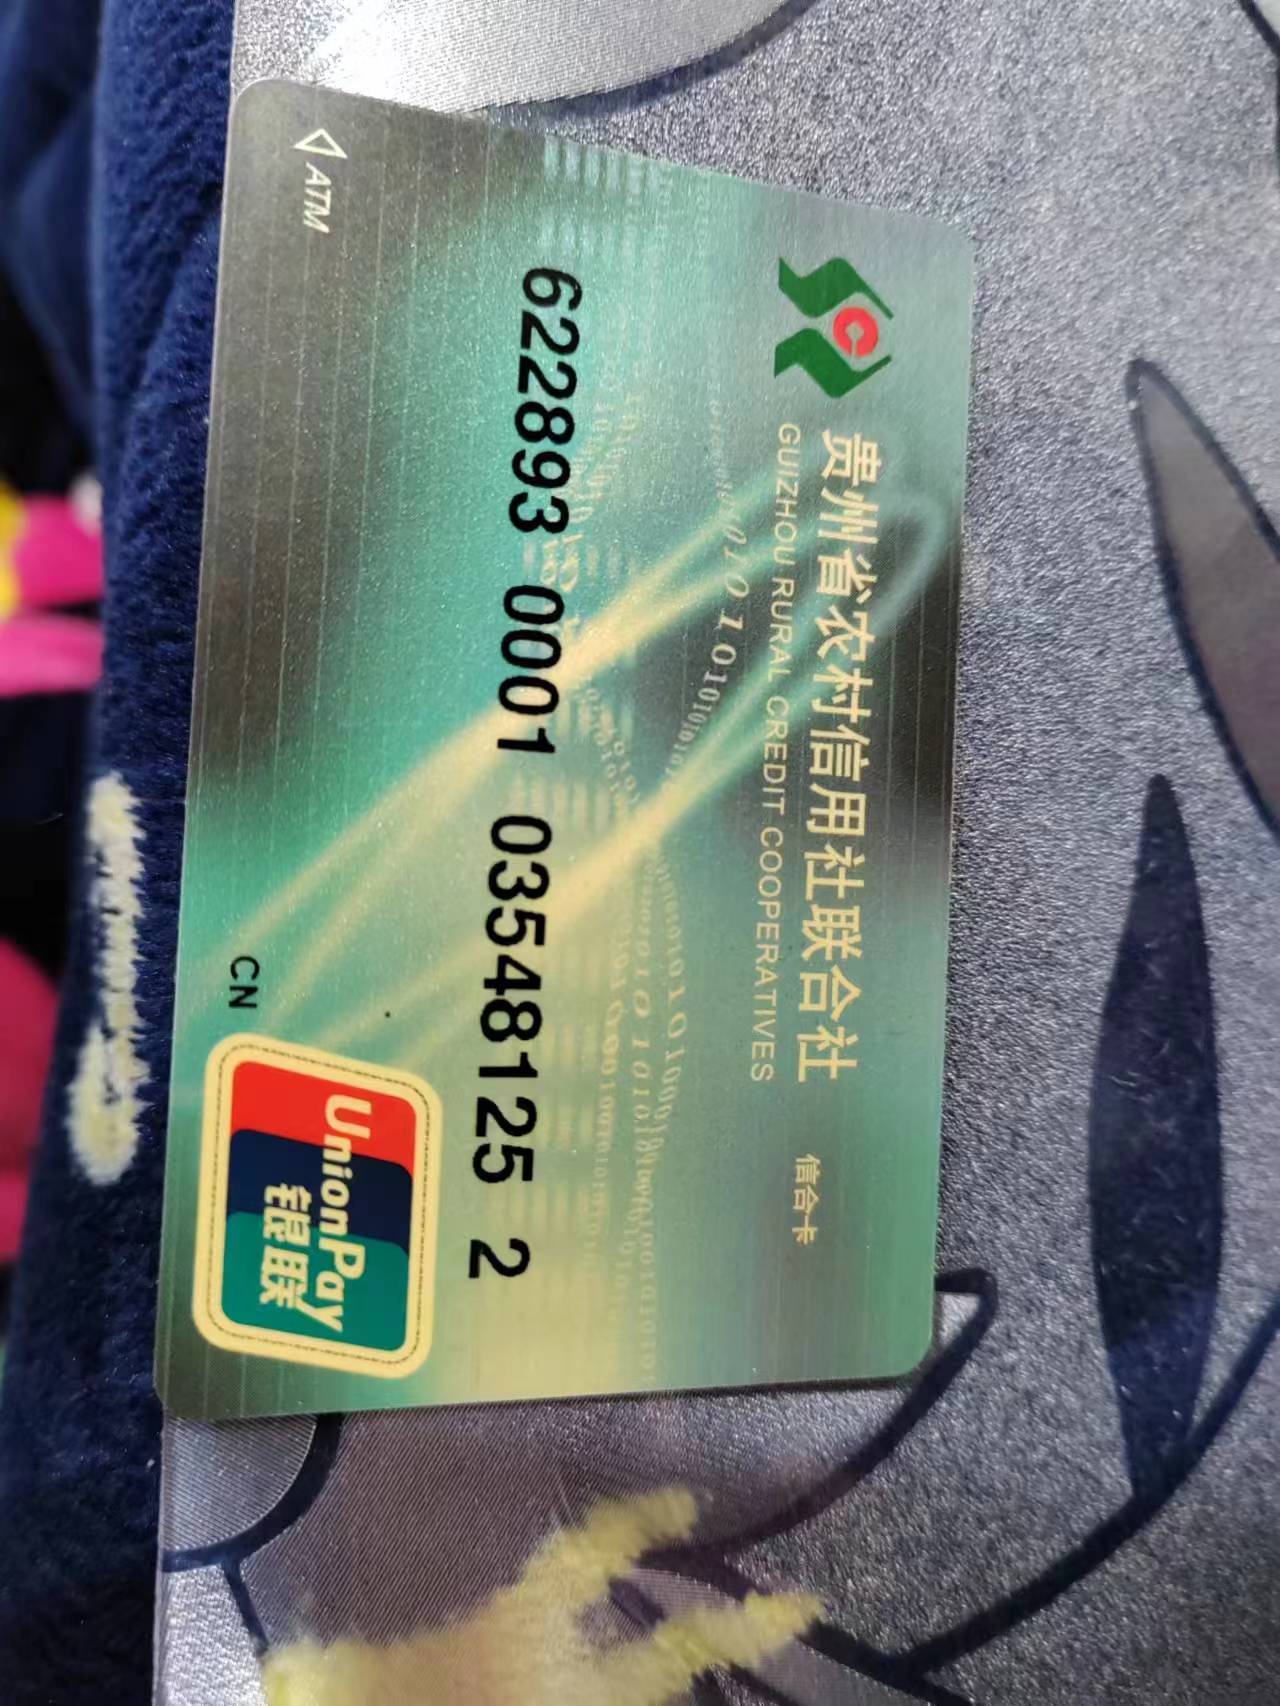 贵州省农村信用社联合社 信合卡
GUIZHOU RURAL CREDIT COOPERATIVES
622893 0001 03548125 2
ATM
CN
UnionPay
银联